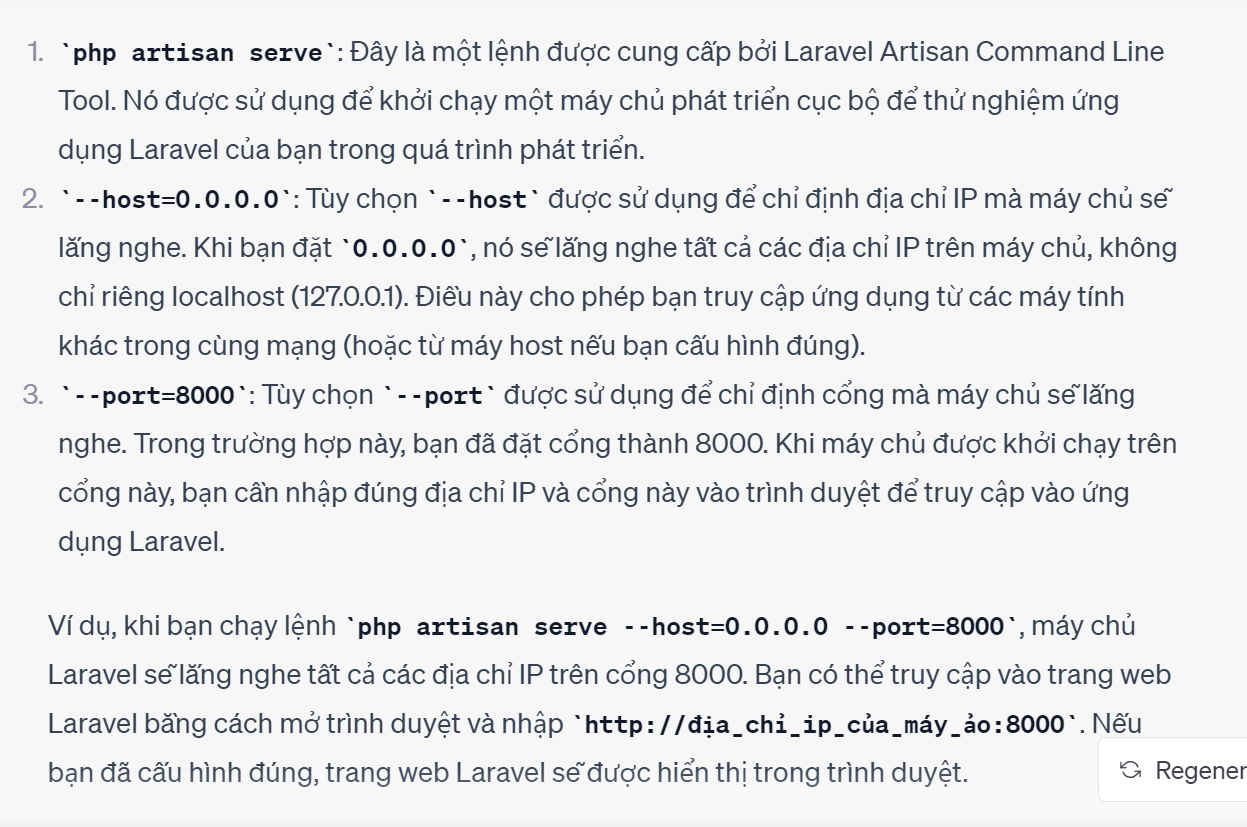 1. `php artisan serve`: Đây là một lệnh được cung cấp bởi Laravel Artisan Command Line
Tool. Nó được sử dụng để khởi chạy một máy chủ phát triển cục bộ để thử nghiệm ứng
dụng Laravel của bạn trong quá trình phát triển.
2. `--host=0.0.0.0`: Tùy chọn `--host` được sử dụng để chỉ định địa chỉ IP mà máy chủ sẽ
lắng nghe. Khi bạn đặt `0.0.0.0`, nó sẽ lắng nghe tất cả các địa chỉ IP trên máy chủ, không
chỉ riêng localhost (127.0.0.1). Điều này cho phép bạn truy cập ứng dụng từ các máy tính
khác trong cùng mạng (hoặc từ máy host nếu bạn cấu hình đúng).
3. `--port=8000`: Tùy chọn `--port` được sử dụng để chỉ định cổng mà máy chủ sẽ lắng
nghe. Trong trường hợp này, bạn đã đặt cổng thành 8000. Khi máy chủ được khởi chạy trên
cổng này, bạn cần nhập đúng địa chỉ IP và cổng này vào trình duyệt để truy cập vào ứng
dụng Laravel.
Ví dụ, khi bạn chạy lệnh `php artisan serve --host=0.0.0.0 --port=8000`, máy chủ
Laravel sẽ lắng nghe tất cả các địa chỉ IP trên cổng 8000. Bạn có thể truy cập vào trang web
Laravel bằng cách mở trình duyệt và nhập `http://địa_chỉ_ip_của_máy_ảo:8000`. Nếu
bạn đã cấu hình đúng, trang web Laravel sẽ được hiển thị trong trình duyệt.
Regener